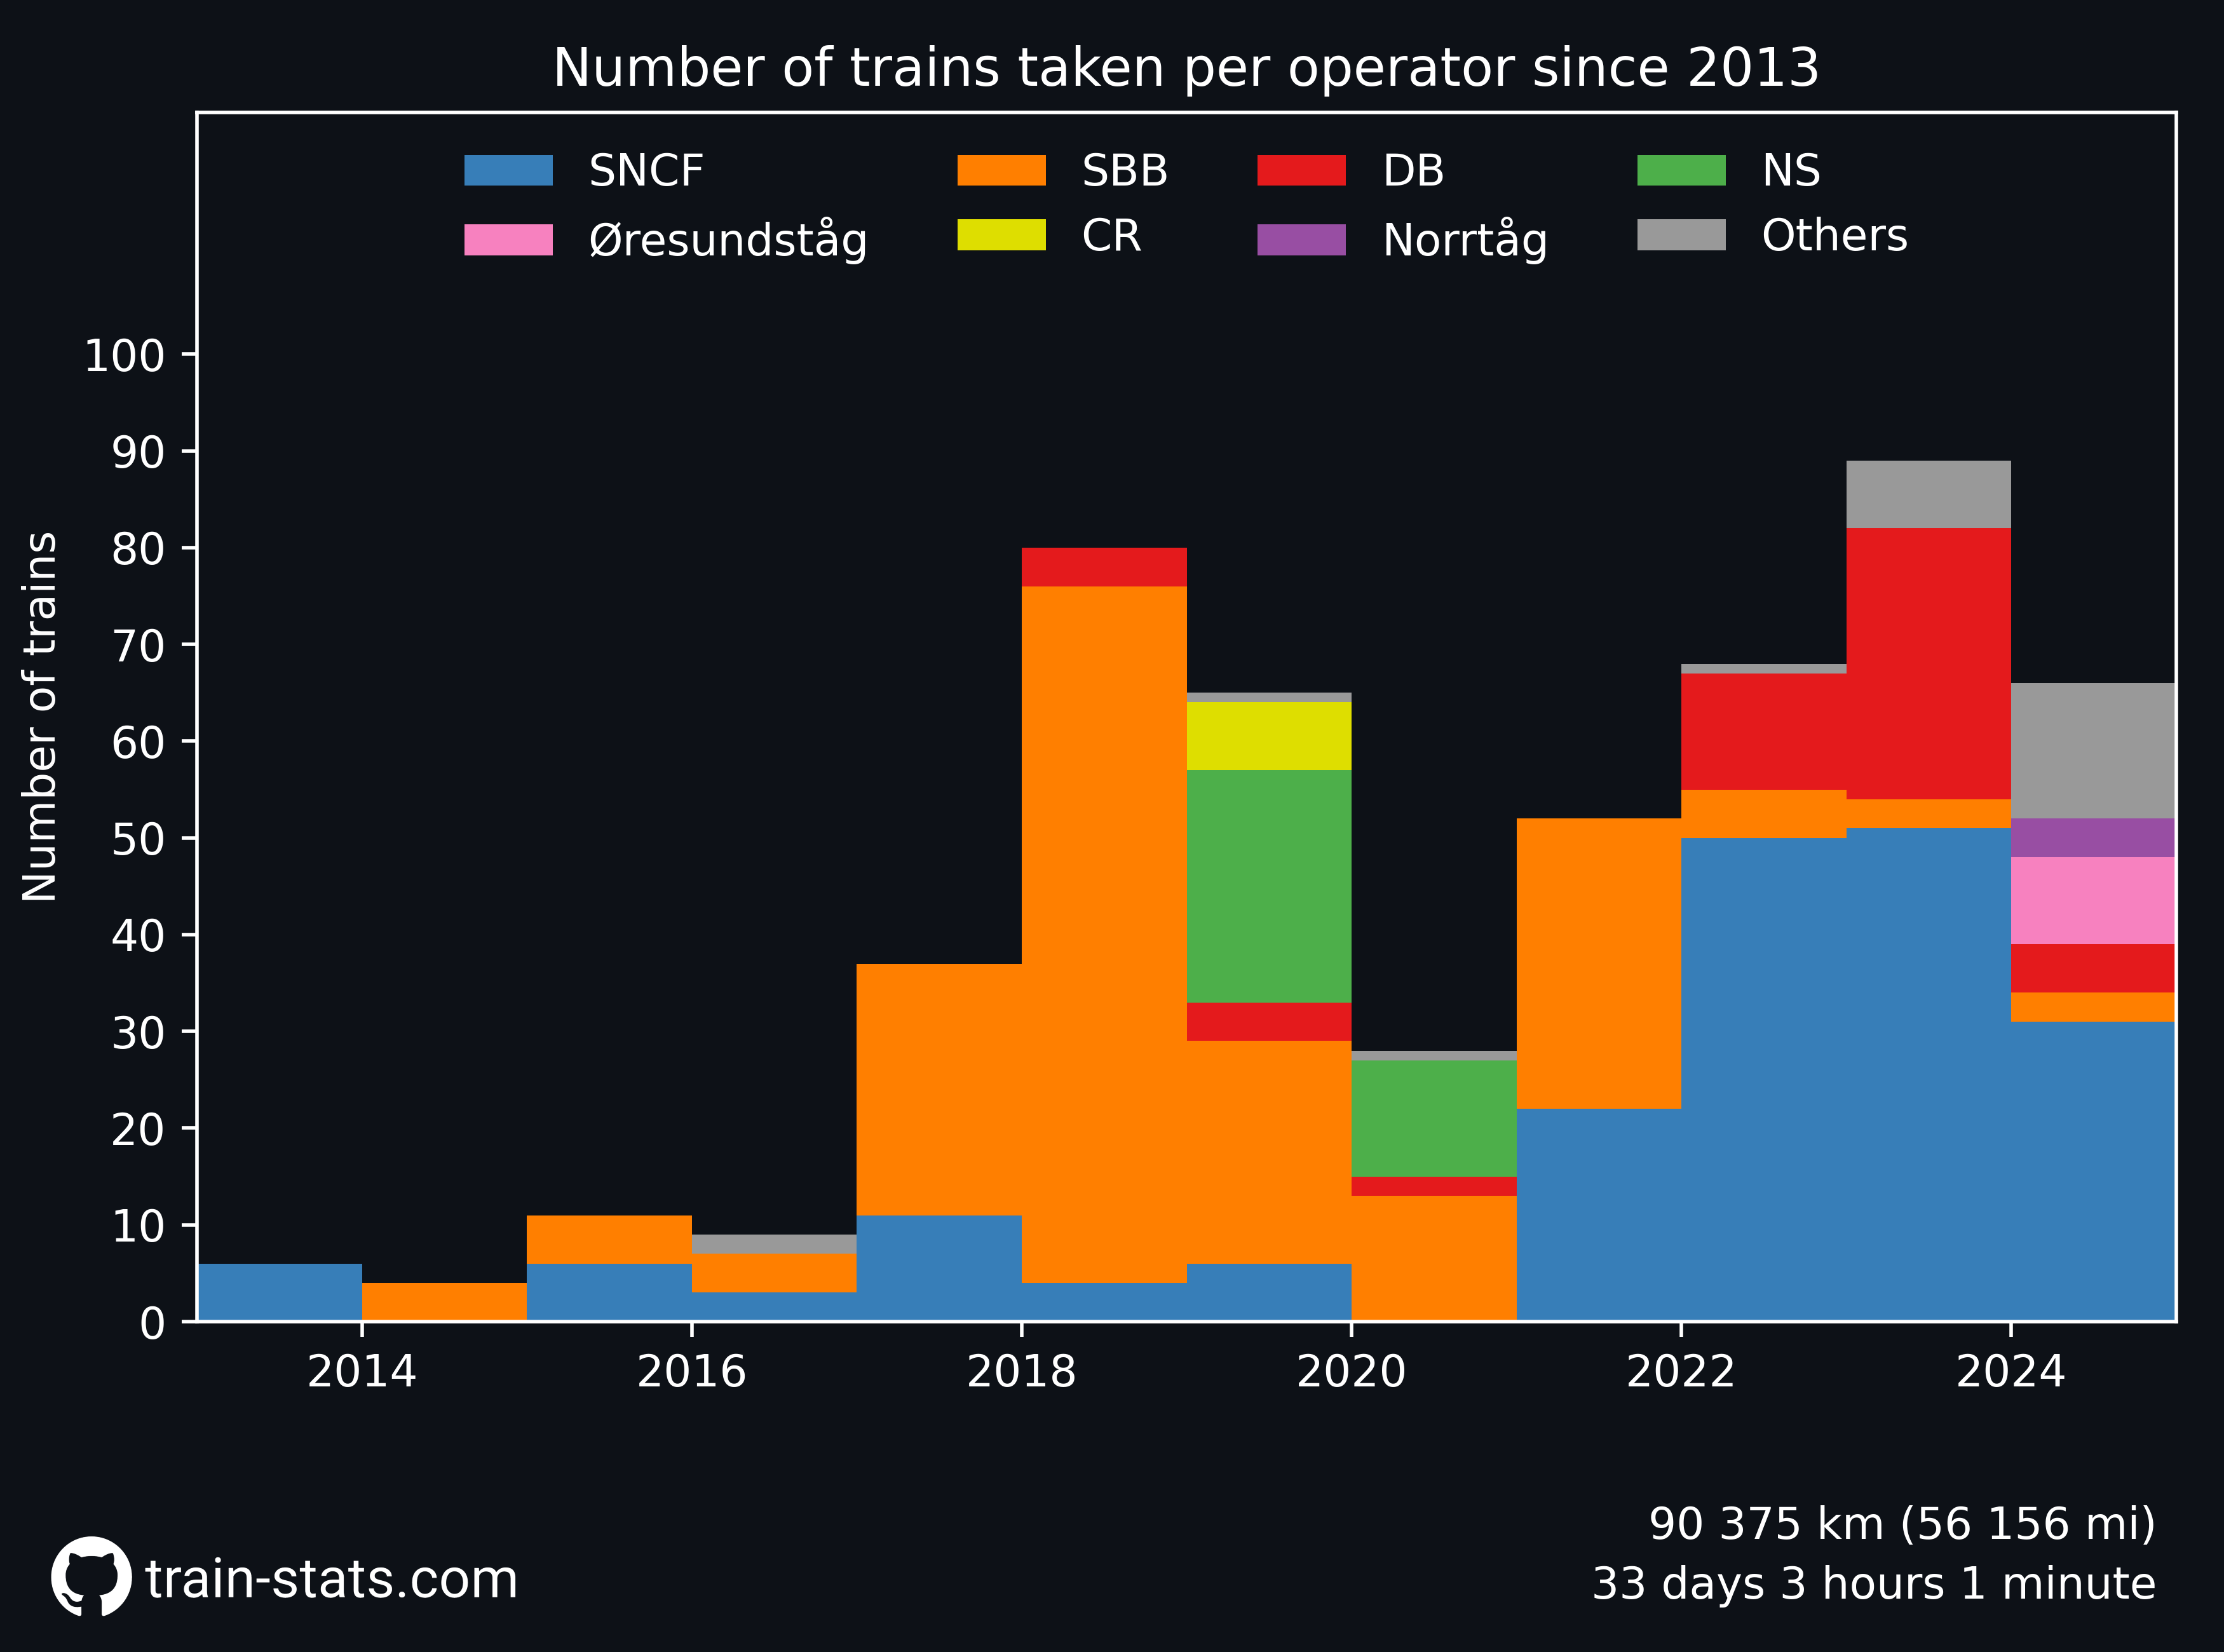 Number of trains taken per operator since 2013
SNCF
SBB
DB
NS
Øresundståg
CR
Norrtåg
Others
Number of trains
100
90
80
70
60
50
40
30
20
10
0
2014
2016
2018
2020
2022
2024
90 375 km (56 156 mi)
33 days 3 hours 1 minute
train-stats.com